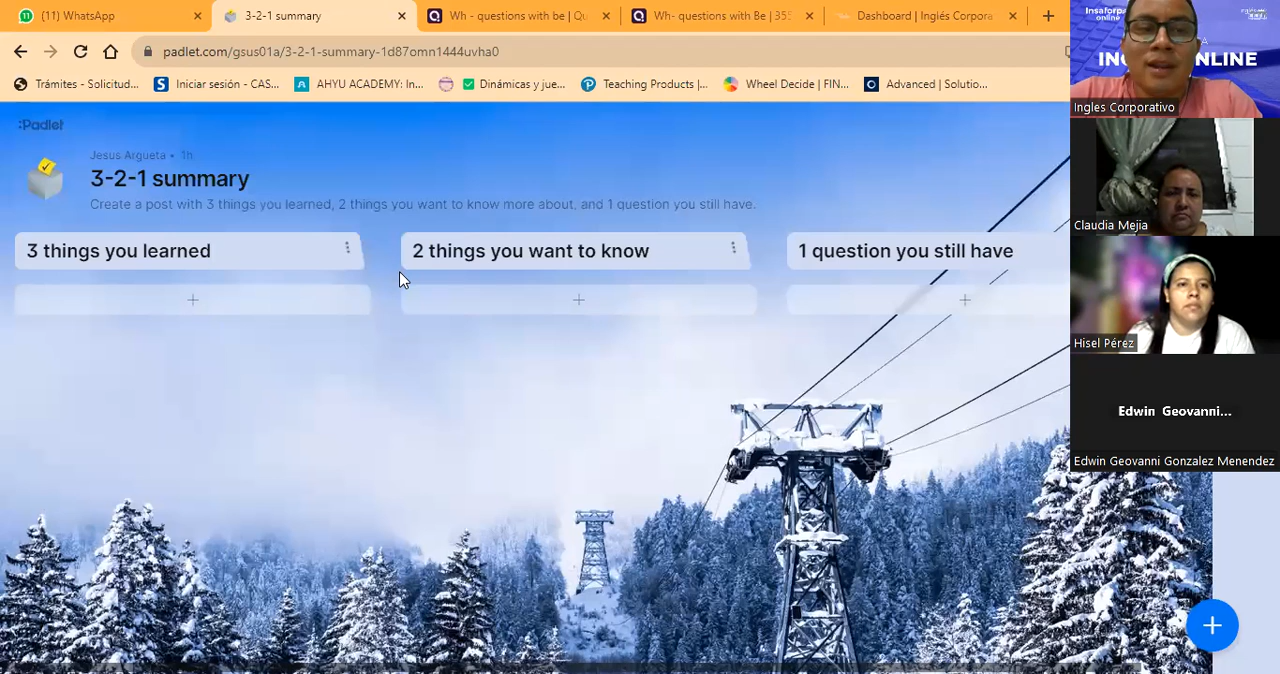 (11) WhatsApp
3-2-1 summary
Wh - questions with be | Qu
Wh- questions with Be | 355
Dashboard | Inglés Corpora
padlet.com/gsus01a/3-2-1-summary-1d87omn1444uvha0
Trámites - Solicitud...
Iniciar sesión - CAS...
AHYU ACADEMY: In...
Dinámicas y jue...
Teaching Products |...
Wheel Decide | FIN...
Advanced | Solutio...
:Padlet
Jesus Argueta • 1h
3-2-1 summary
Create a post with 3 things you learned, 2 things you want to know more about, and 1 question you still have.
3 things you learned
2 things you want to know
1 question you still have
Insaforp
online
NLINE
Ingles Corporativo
Claudia Mejia
Hisel Pérez
Edwin Geovanni...
Edwin Geovanni Gonzalez Menendez